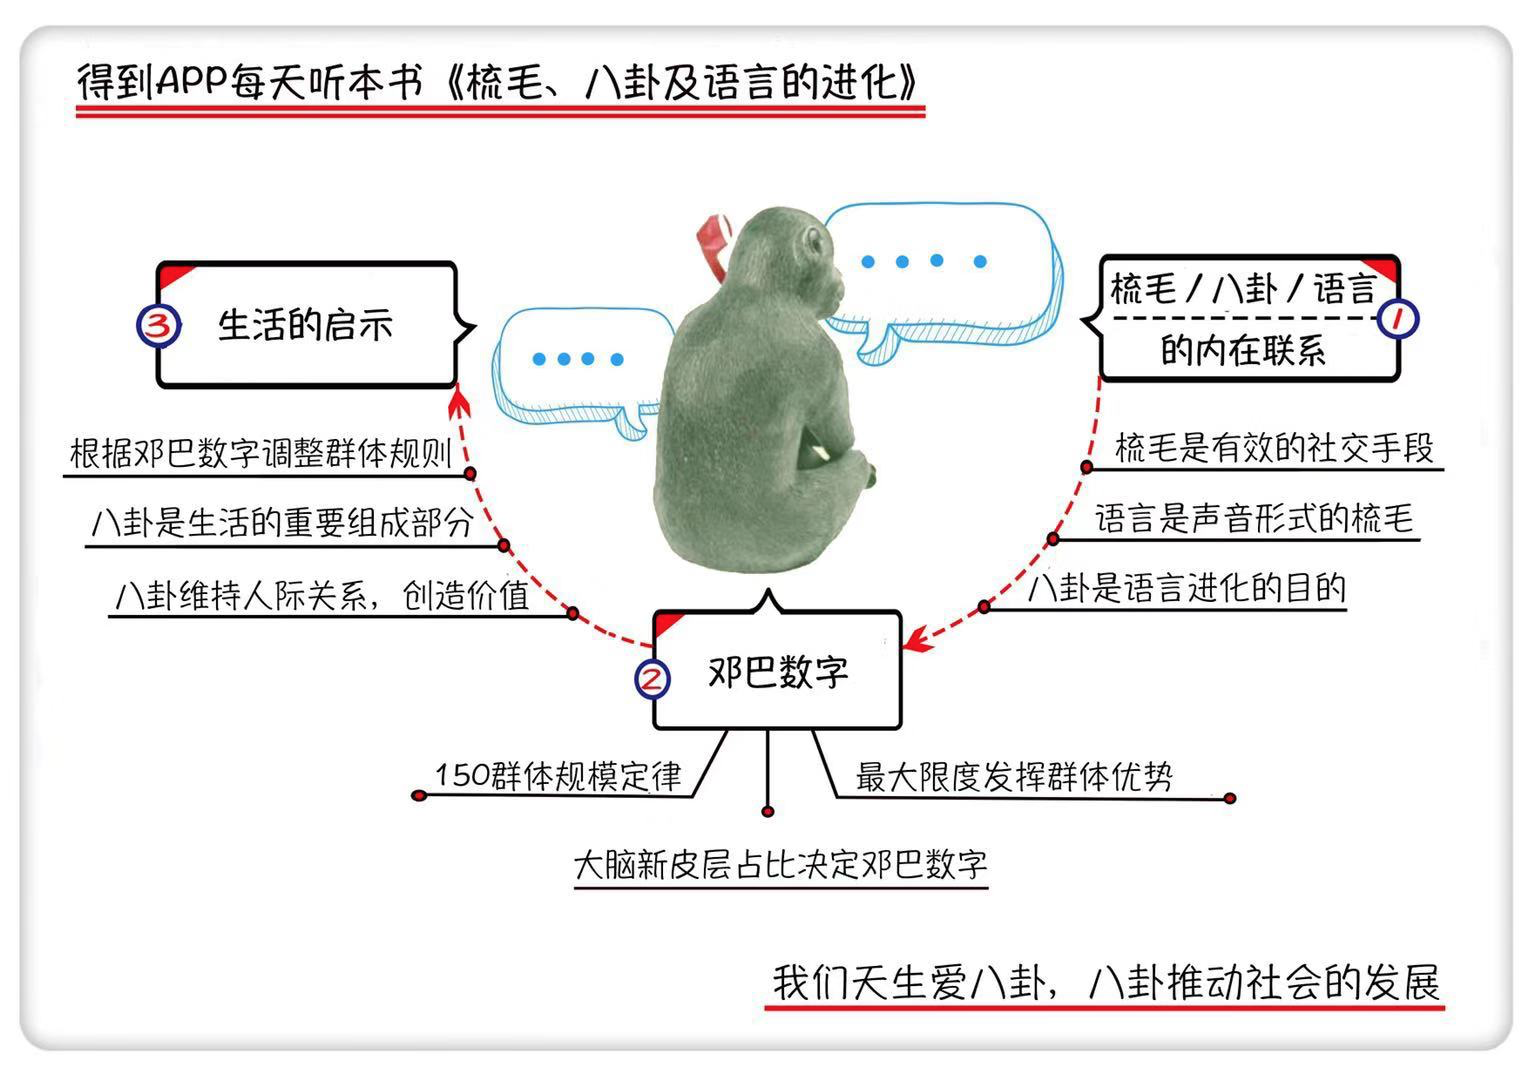 得到APP每天听本书《梳毛、八卦及语言的进化》
梳毛/八卦/语言
的内在联系
1
梳毛是有效的社交手段
语言是声音形式的梳毛
八卦是语言进化的目的
2
邓巴数字
150群体规模定律
大脑新皮层占比决定邓巴数字
最大限度发挥群体优势
3
生活的启示
根据邓巴数字调整群体规则
八卦是生活的重要组成部分
八卦维持人际关系，创造价值
我们天生爱八卦，八卦推动社会的发展